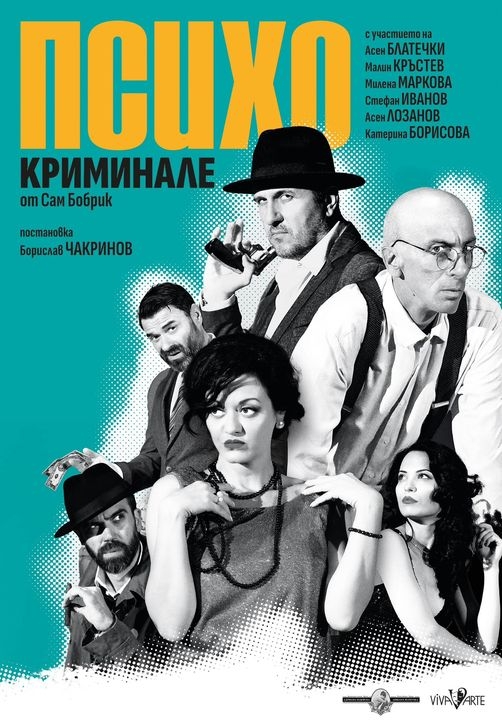 ПСИХО
КРИМИНАЛЕ
от Сам Бобрик
постановка
Борислав ЧАКРИНОВ
с участието на
Асен БЛАТЕЧКИ
Малин КРЪСТЕВ
Милена МАРКОВА
Стефан ИВАНОВ
Асен ЛОЗАНОВ
Катерина БОРИСОВА
VIVA ARTE